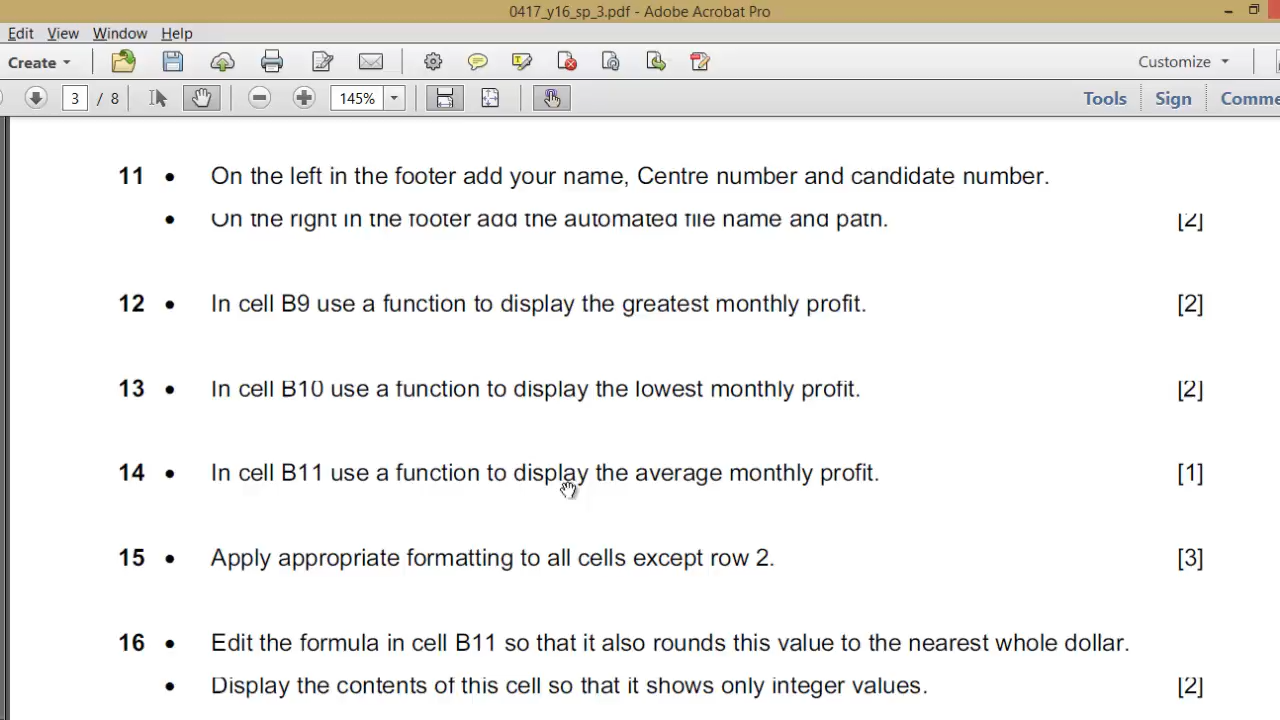 0417_y16_sp_3.pdf - Adobe Acrobat Pro
Edit View Window Help
Create Customize
3 / 8 145% Tools Sign Comme
11 • On the left in the footer add your name, Centre number and candidate number.
• On the right in the footer add the automated file name and path. [2]
12 • In cell B9 use a function to display the greatest monthly profit. [2]
13 • In cell B10 use a function to display the lowest monthly profit. [2]
14 • In cell B11 use a function to display the average monthly profit. [1]
15 • Apply appropriate formatting to all cells except row 2. [3]
16 • Edit the formula in cell B11 so that it also rounds this value to the nearest whole dollar.
• Display the contents of this cell so that it shows only integer values. [2]